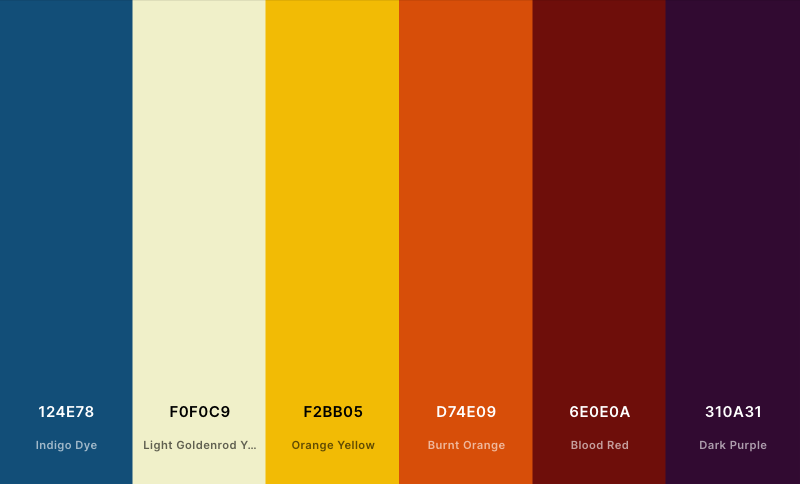 124E78
Indigo Dye
F0F0C9
Light Goldenrod Y...
F2BB05
Orange Yellow
D74E09
Burnt Orange
6E0E0A
Blood Red
310A31
Dark Purple